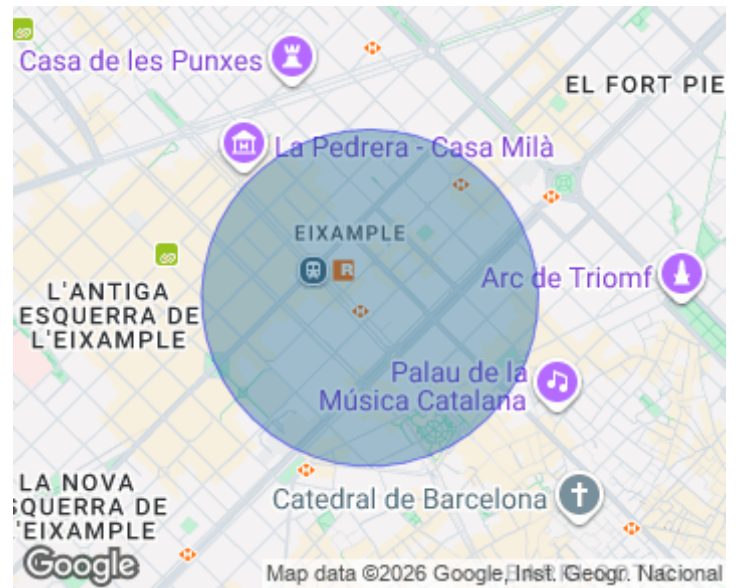 Casa de les Punxes
EL FORT PIE
La Pedrera - Casa Milà
EIXAMPLE
R
Arc de Triomf
L'ANTIGA
ESQUERRA DE
L'EIXAMPLE
Palau de la
Música Catalana
LA NOVA
SQUERRA DE
'EIXAMPLE
Catedral de Barcelona
Google
Map data ©2026 Google, Inst. Geogr. Nacional